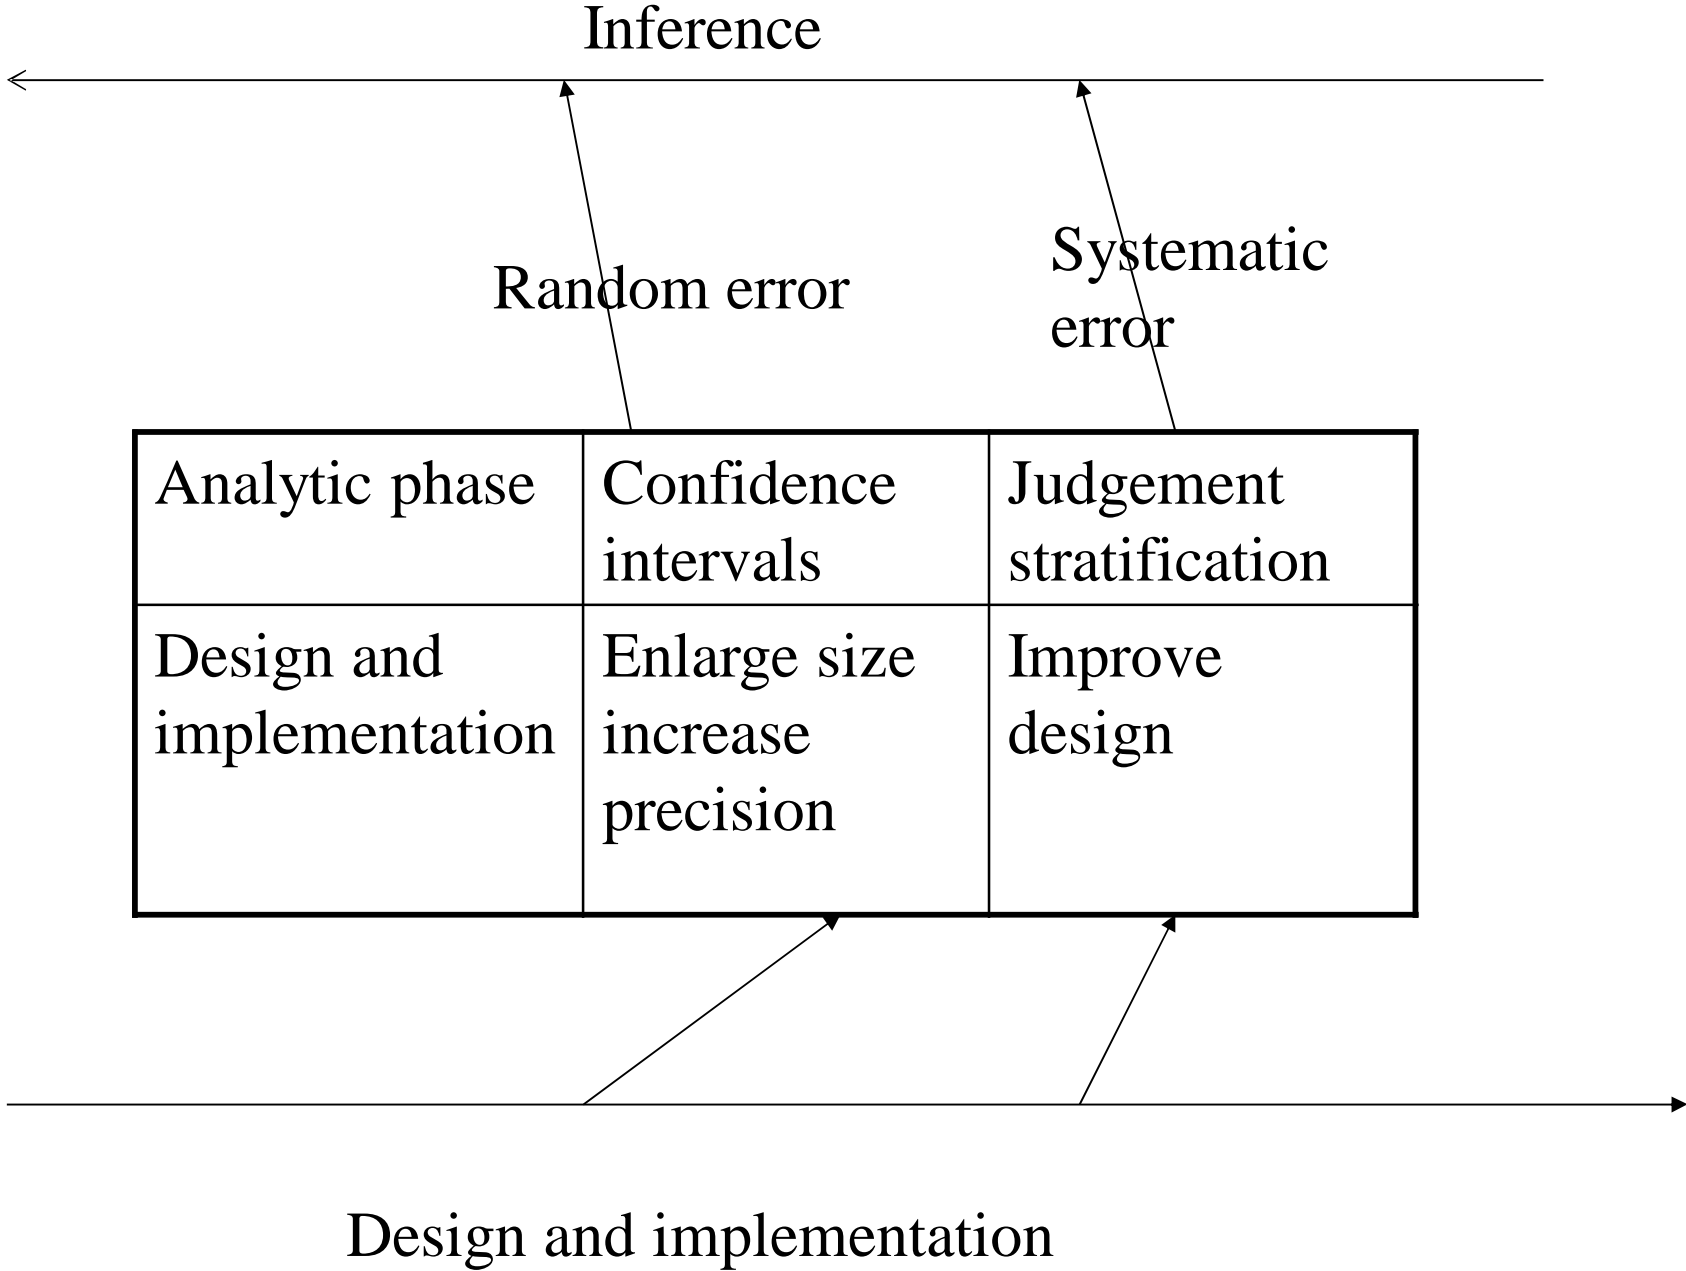 Inference
Random error
Systematic
error
Analytic phase
Confidence
intervals
Judgement
stratification
Design and
implementation
Enlarge size
increase
precision
Improve
design
Design and implementation